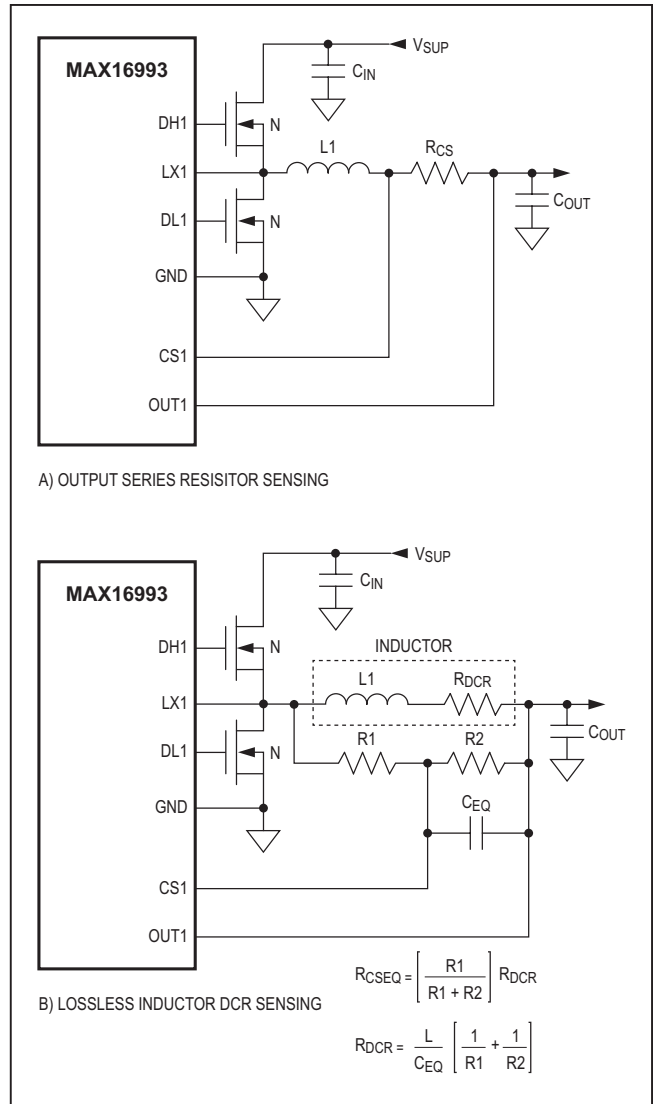 MAX16993
V_SUP
C_IN
DH1
N
L1
R_CS
LX1
C_OUT
DL1
N
GND
CS1
OUT1
A) OUTPUT SERIES RESISITOR SENSING
V_SUP
C_IN
MAX16993
DH1
N
INDUCTOR
L1
R_DCR
LX1
C_OUT
R1
R2
DL1
N
C_EQ
GND
CS1
OUT1
R_CSEQ = [R1 / (R1 + R2)] R_DCR
B) LOSSLESS INDUCTOR DCR SENSING
R_DCR = L / C_EQ [1 / R1 + 1 / R2]